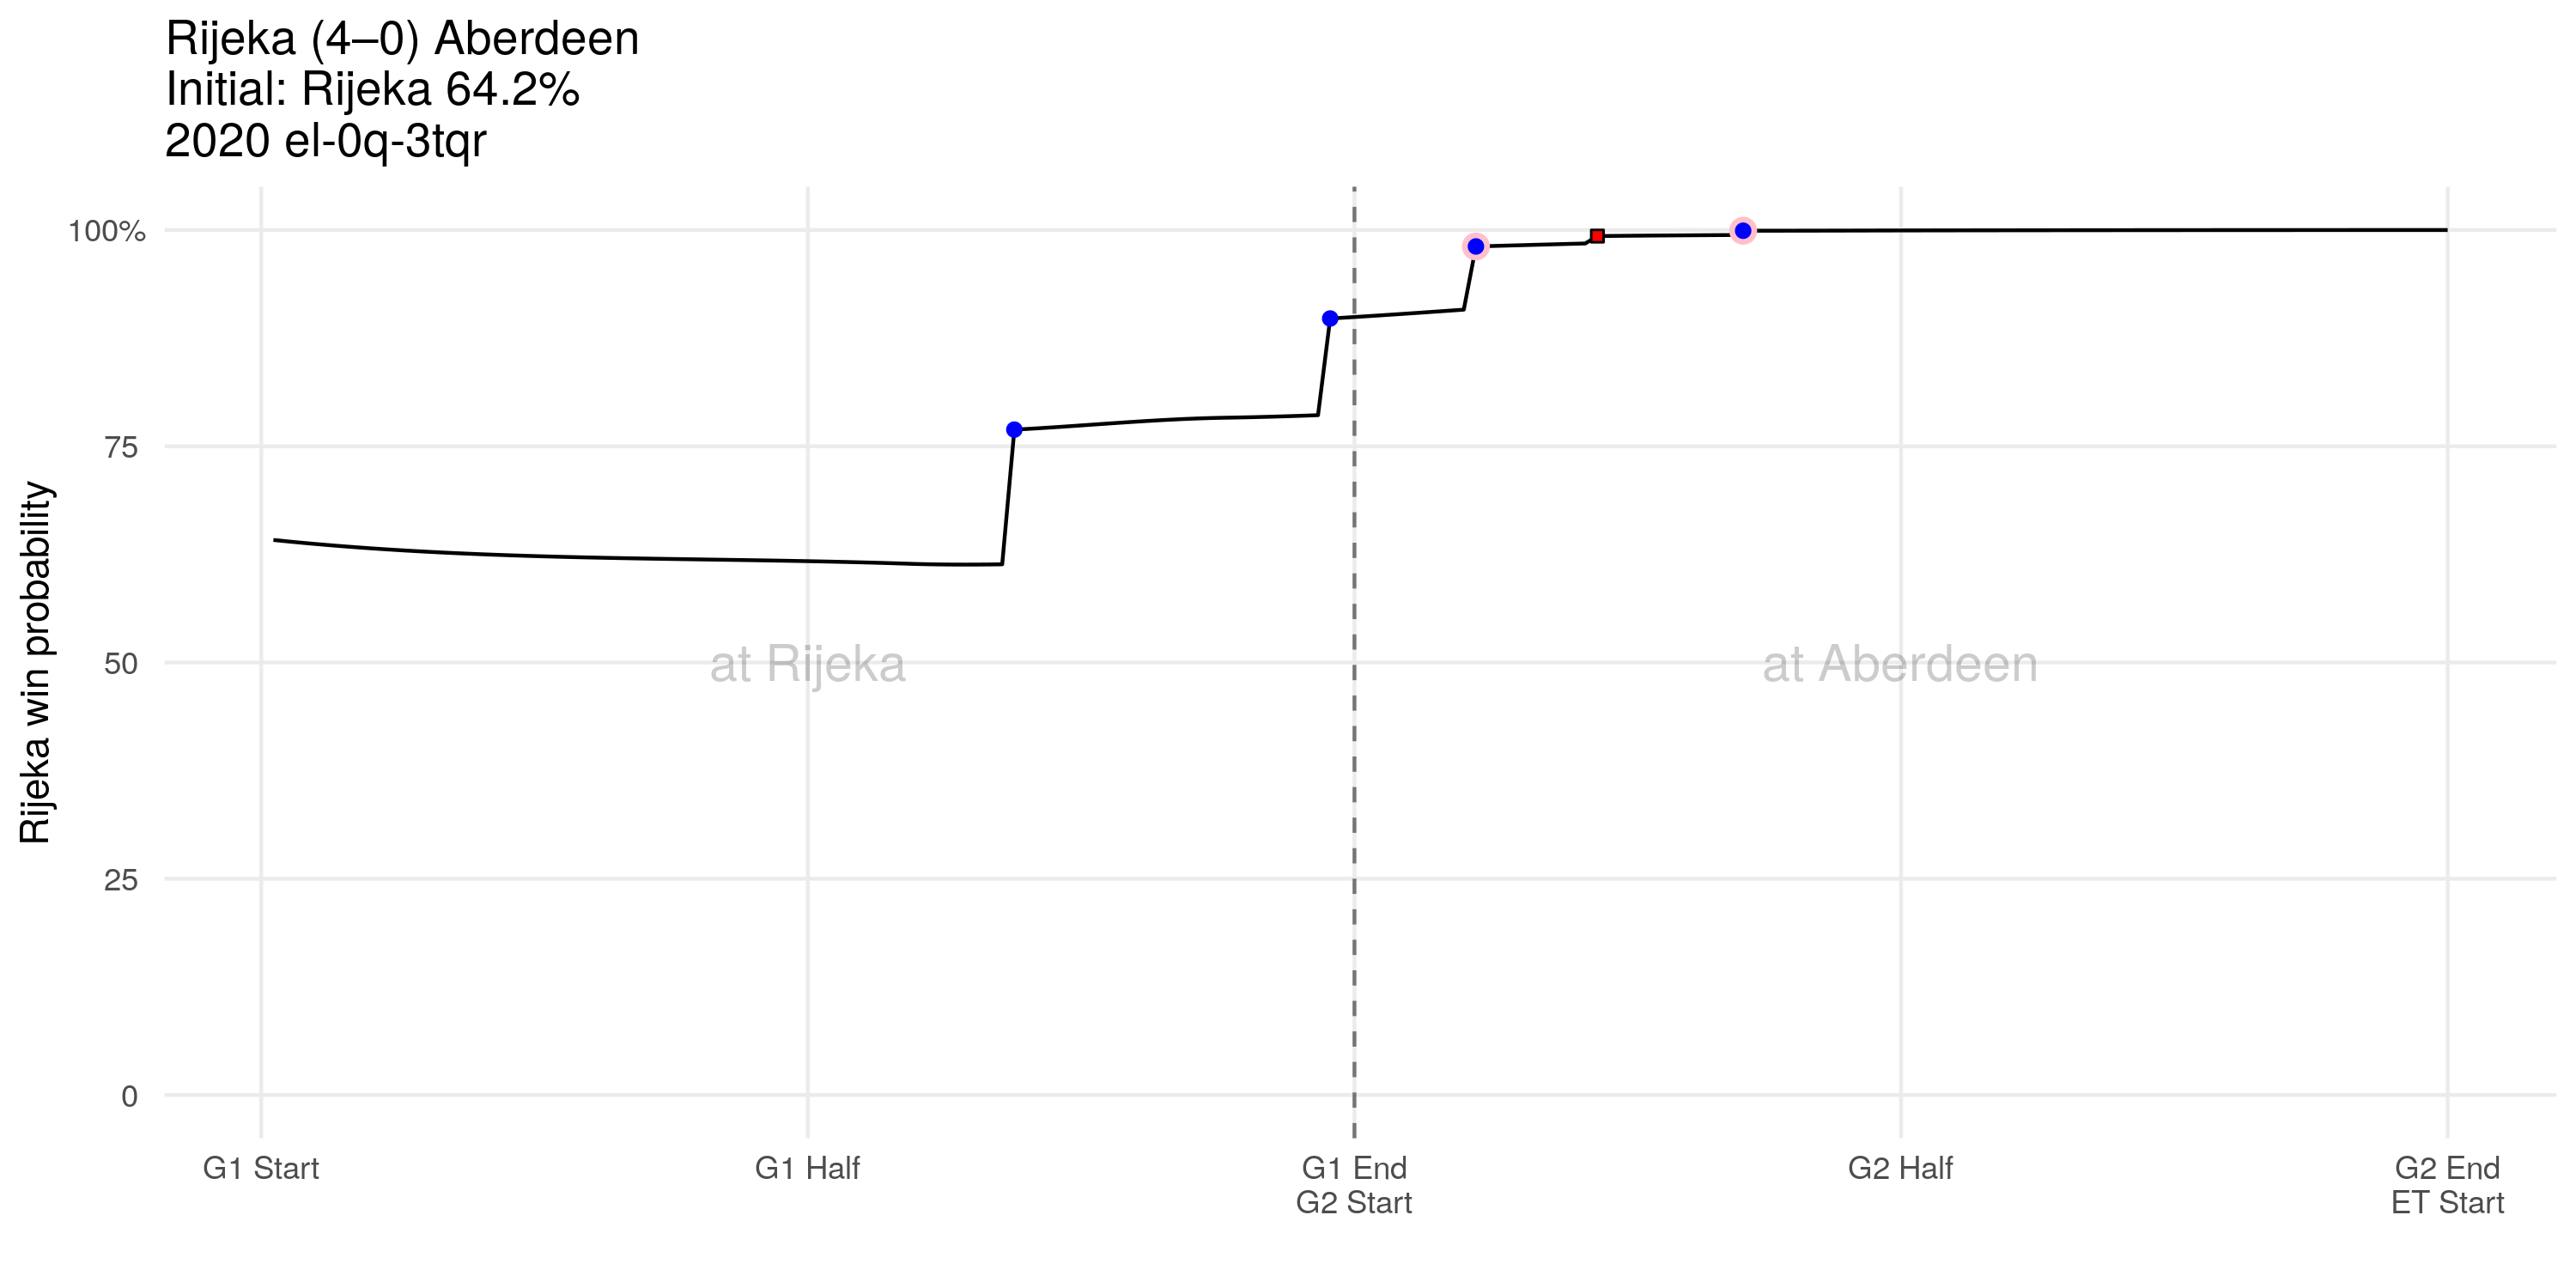 Rijeka (4–0) Aberdeen
Initial: Rijeka 64.2%
2020 el-0q-3tqr
Rijeka win probability
100%
75
50
25
0
at Rijeka
at Aberdeen
G1 Start
G1 Half
G1 End
G2 Start
G2 Half
G2 End
ET Start